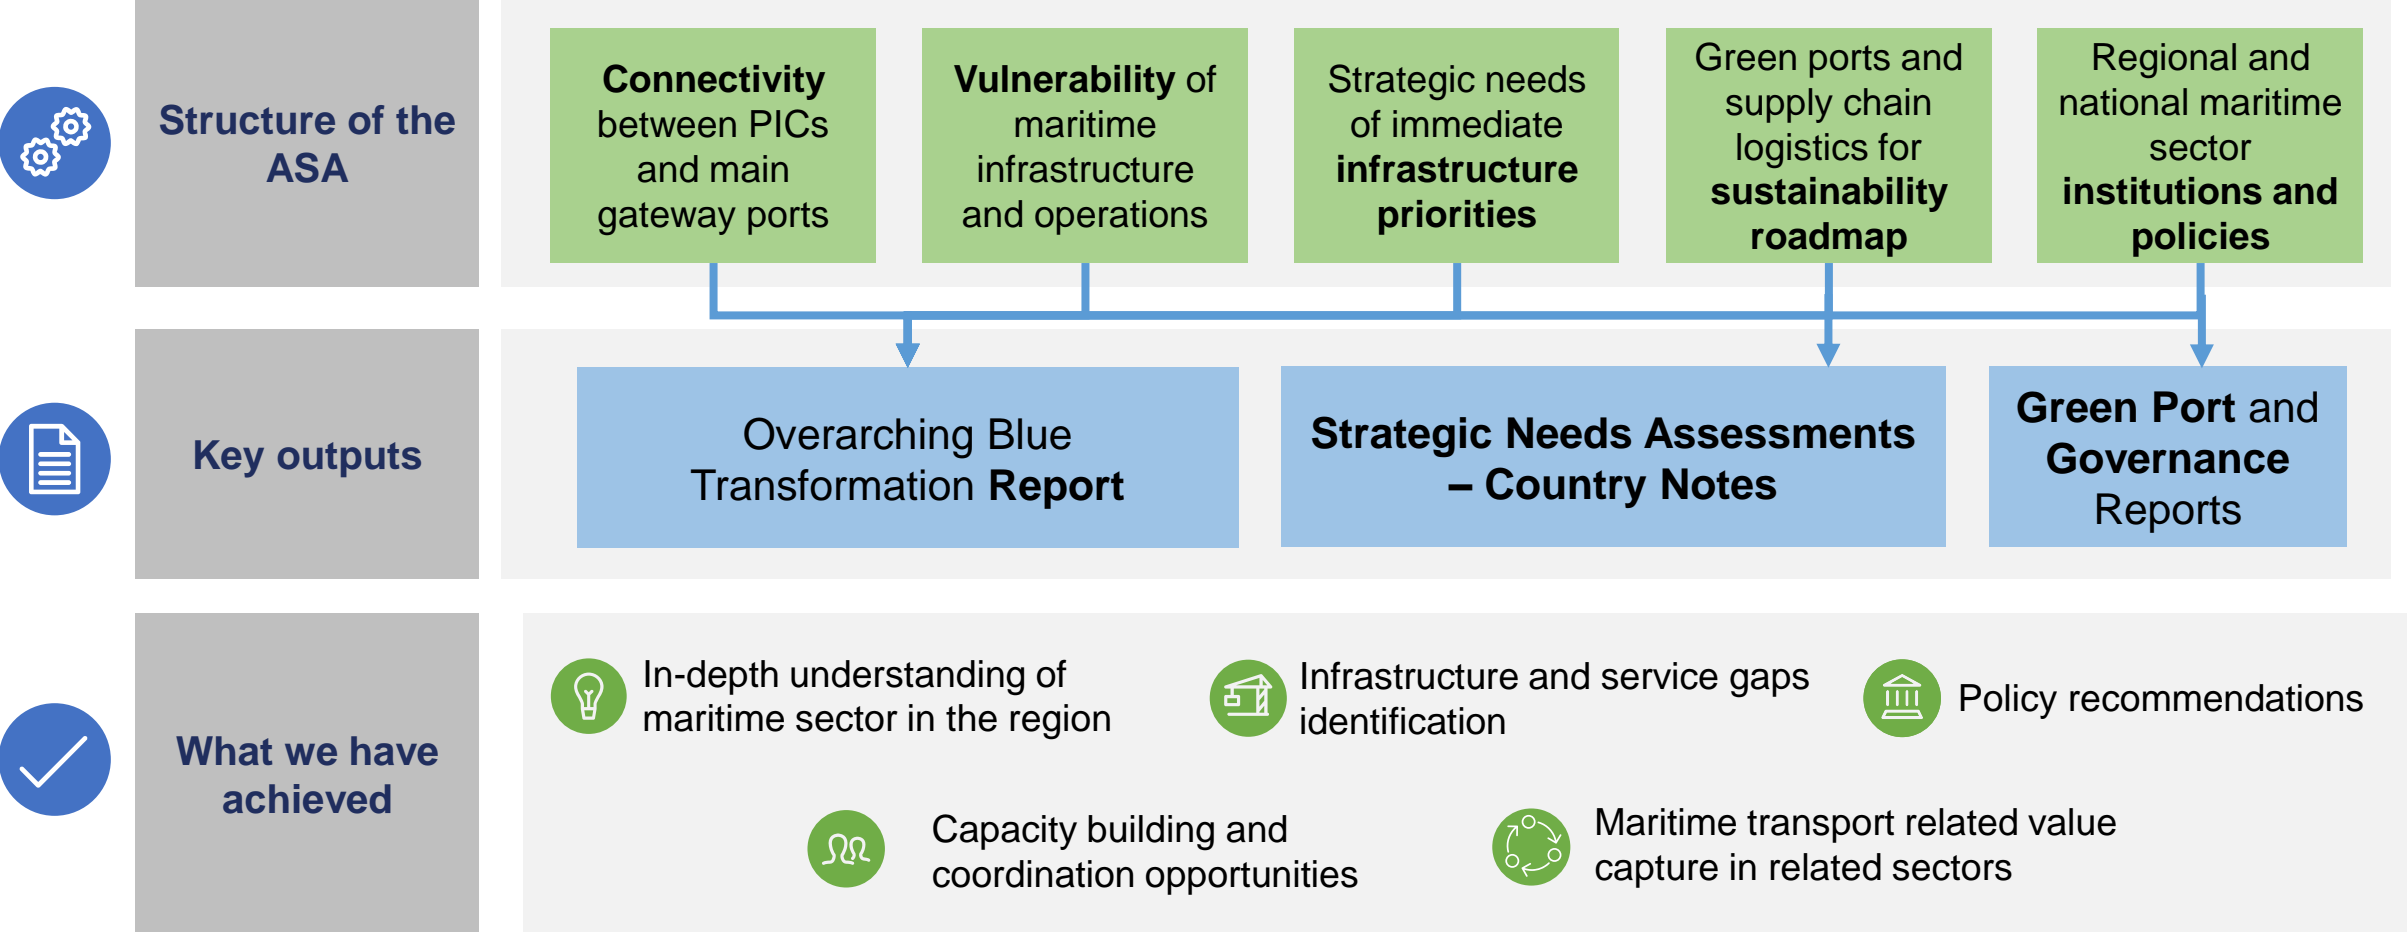 Structure of the
ASA
Connectivity
between PICs
and main
gateway ports
Vulnerability of
maritime
infrastructure
and operations
Strategic needs
of immediate
infrastructure
priorities
Green ports and
supply chain
logistics for
sustainability
roadmap
Regional and
national maritime
sector
institutions and
policies
Key outputs
Overarching Blue
Transformation Report
Strategic Needs Assessments
– Country Notes
Green Port and
Governance
Reports
What we have
achieved
In-depth understanding of
maritime sector in the region
Infrastructure and service gaps
identification
Policy recommendations
Capacity building and
coordination opportunities
Maritime transport related value
capture in related sectors